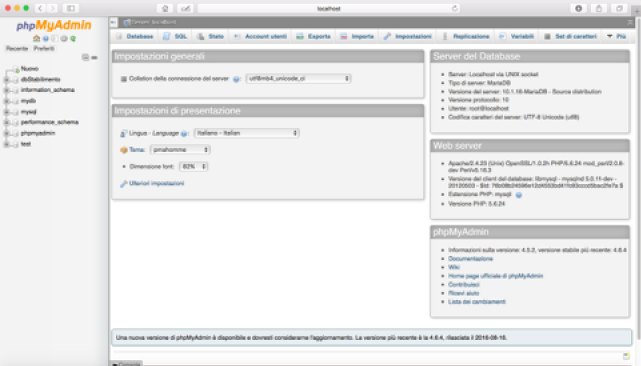 localhost
phpMyAdmin
Recente Preferiti
Nuovo
dbStabilimento
information_schema
mydb
mysql
performance_schema
phpmyadmin
test
Server: localhost
Database SQL Stato Account utenti Esporta Importa Impostazioni Replicazione Variabili Set di caratteri Più
Impostazioni generali
Collation della connessione del server : utf8mb4_unicode_ci
Impostazioni di presentazione
Lingua - Language : Italiano - Italian
Tema: pmahomme
Dimensione font: 82%
Ulteriori impostazioni
Server del Database
Server: Localhost via UNIX socket
Tipo di server: MariaDB
Versione del server: 10.1.16-MariaDB - Source distribution
Versione protocollo: 10
Utente: root@localhost
Codifica caratteri del server: UTF-8 Unicode (utf8)
Web server
Apache/2.4.23 (Unix) OpenSSL/1.0.2h PHP/5.6.24 mod_perl/2.0.8-
dev Perl/v5.16.3
Versione del client del database: libmysql - mysqlnd 5.0.11-dev -
20120503 - $Id:
Estensione PHP: mysqli
Versione PHP: 5.6.24
phpMyAdmin
Informazioni sulla versione: 4.5.2, versione stabile più recente: 4.6.4
Documentazione
Wiki
Home page ufficiale di phpMyAdmin
Contribuisci
Ricevi aiuto
Lista dei cambiamenti
Una nuova versione di phpMyAdmin è disponibile e dovresti considerarne l'aggiornamento. La versione più recente è la 4.6.4, rilasciata il 2016-08-16.
Console